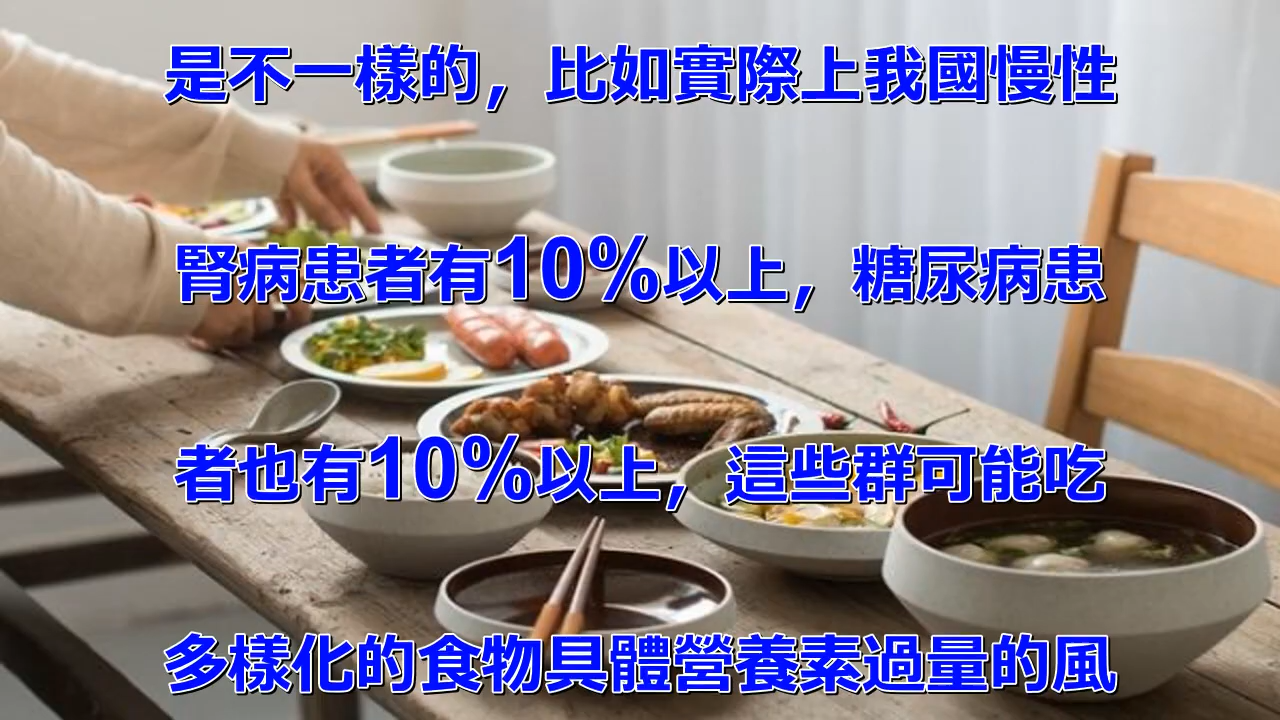 是不一樣的，比如實際上我國慢性
腎病患者有10%以上，糖尿病患
者也有10%以上，這些群可能吃
多樣化的食物具體營養素過量的風